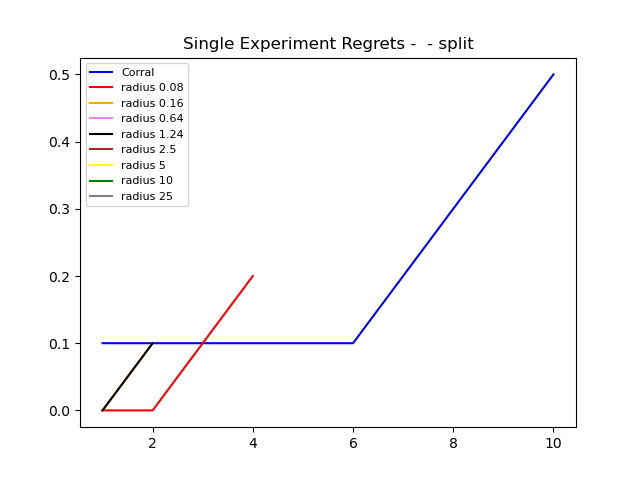 Single Experiment Regrets -  - split
Corral
radius 0.08
radius 0.16
radius 0.64
radius 1.24
radius 2.5
radius 5
radius 10
radius 25
0.5
0.4
0.3
0.2
0.1
0.0
2 4 6 8 10